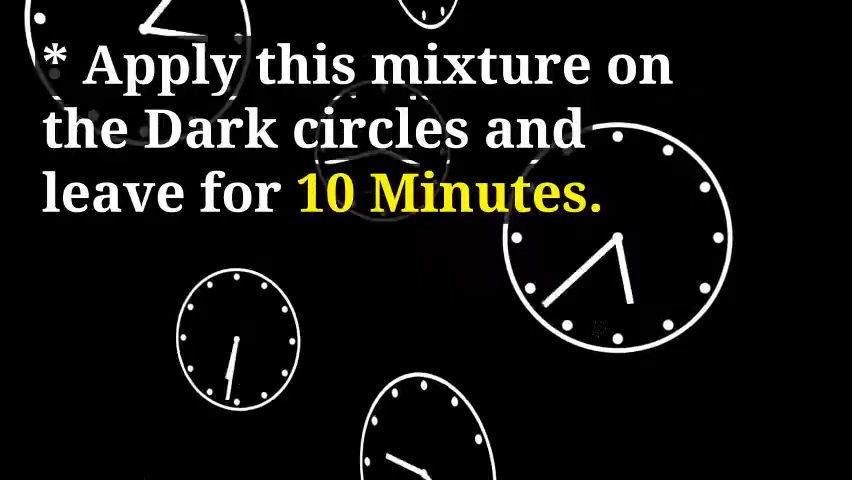 * Apply this mixture on
the Dark circles and
leave for 10 Minutes.